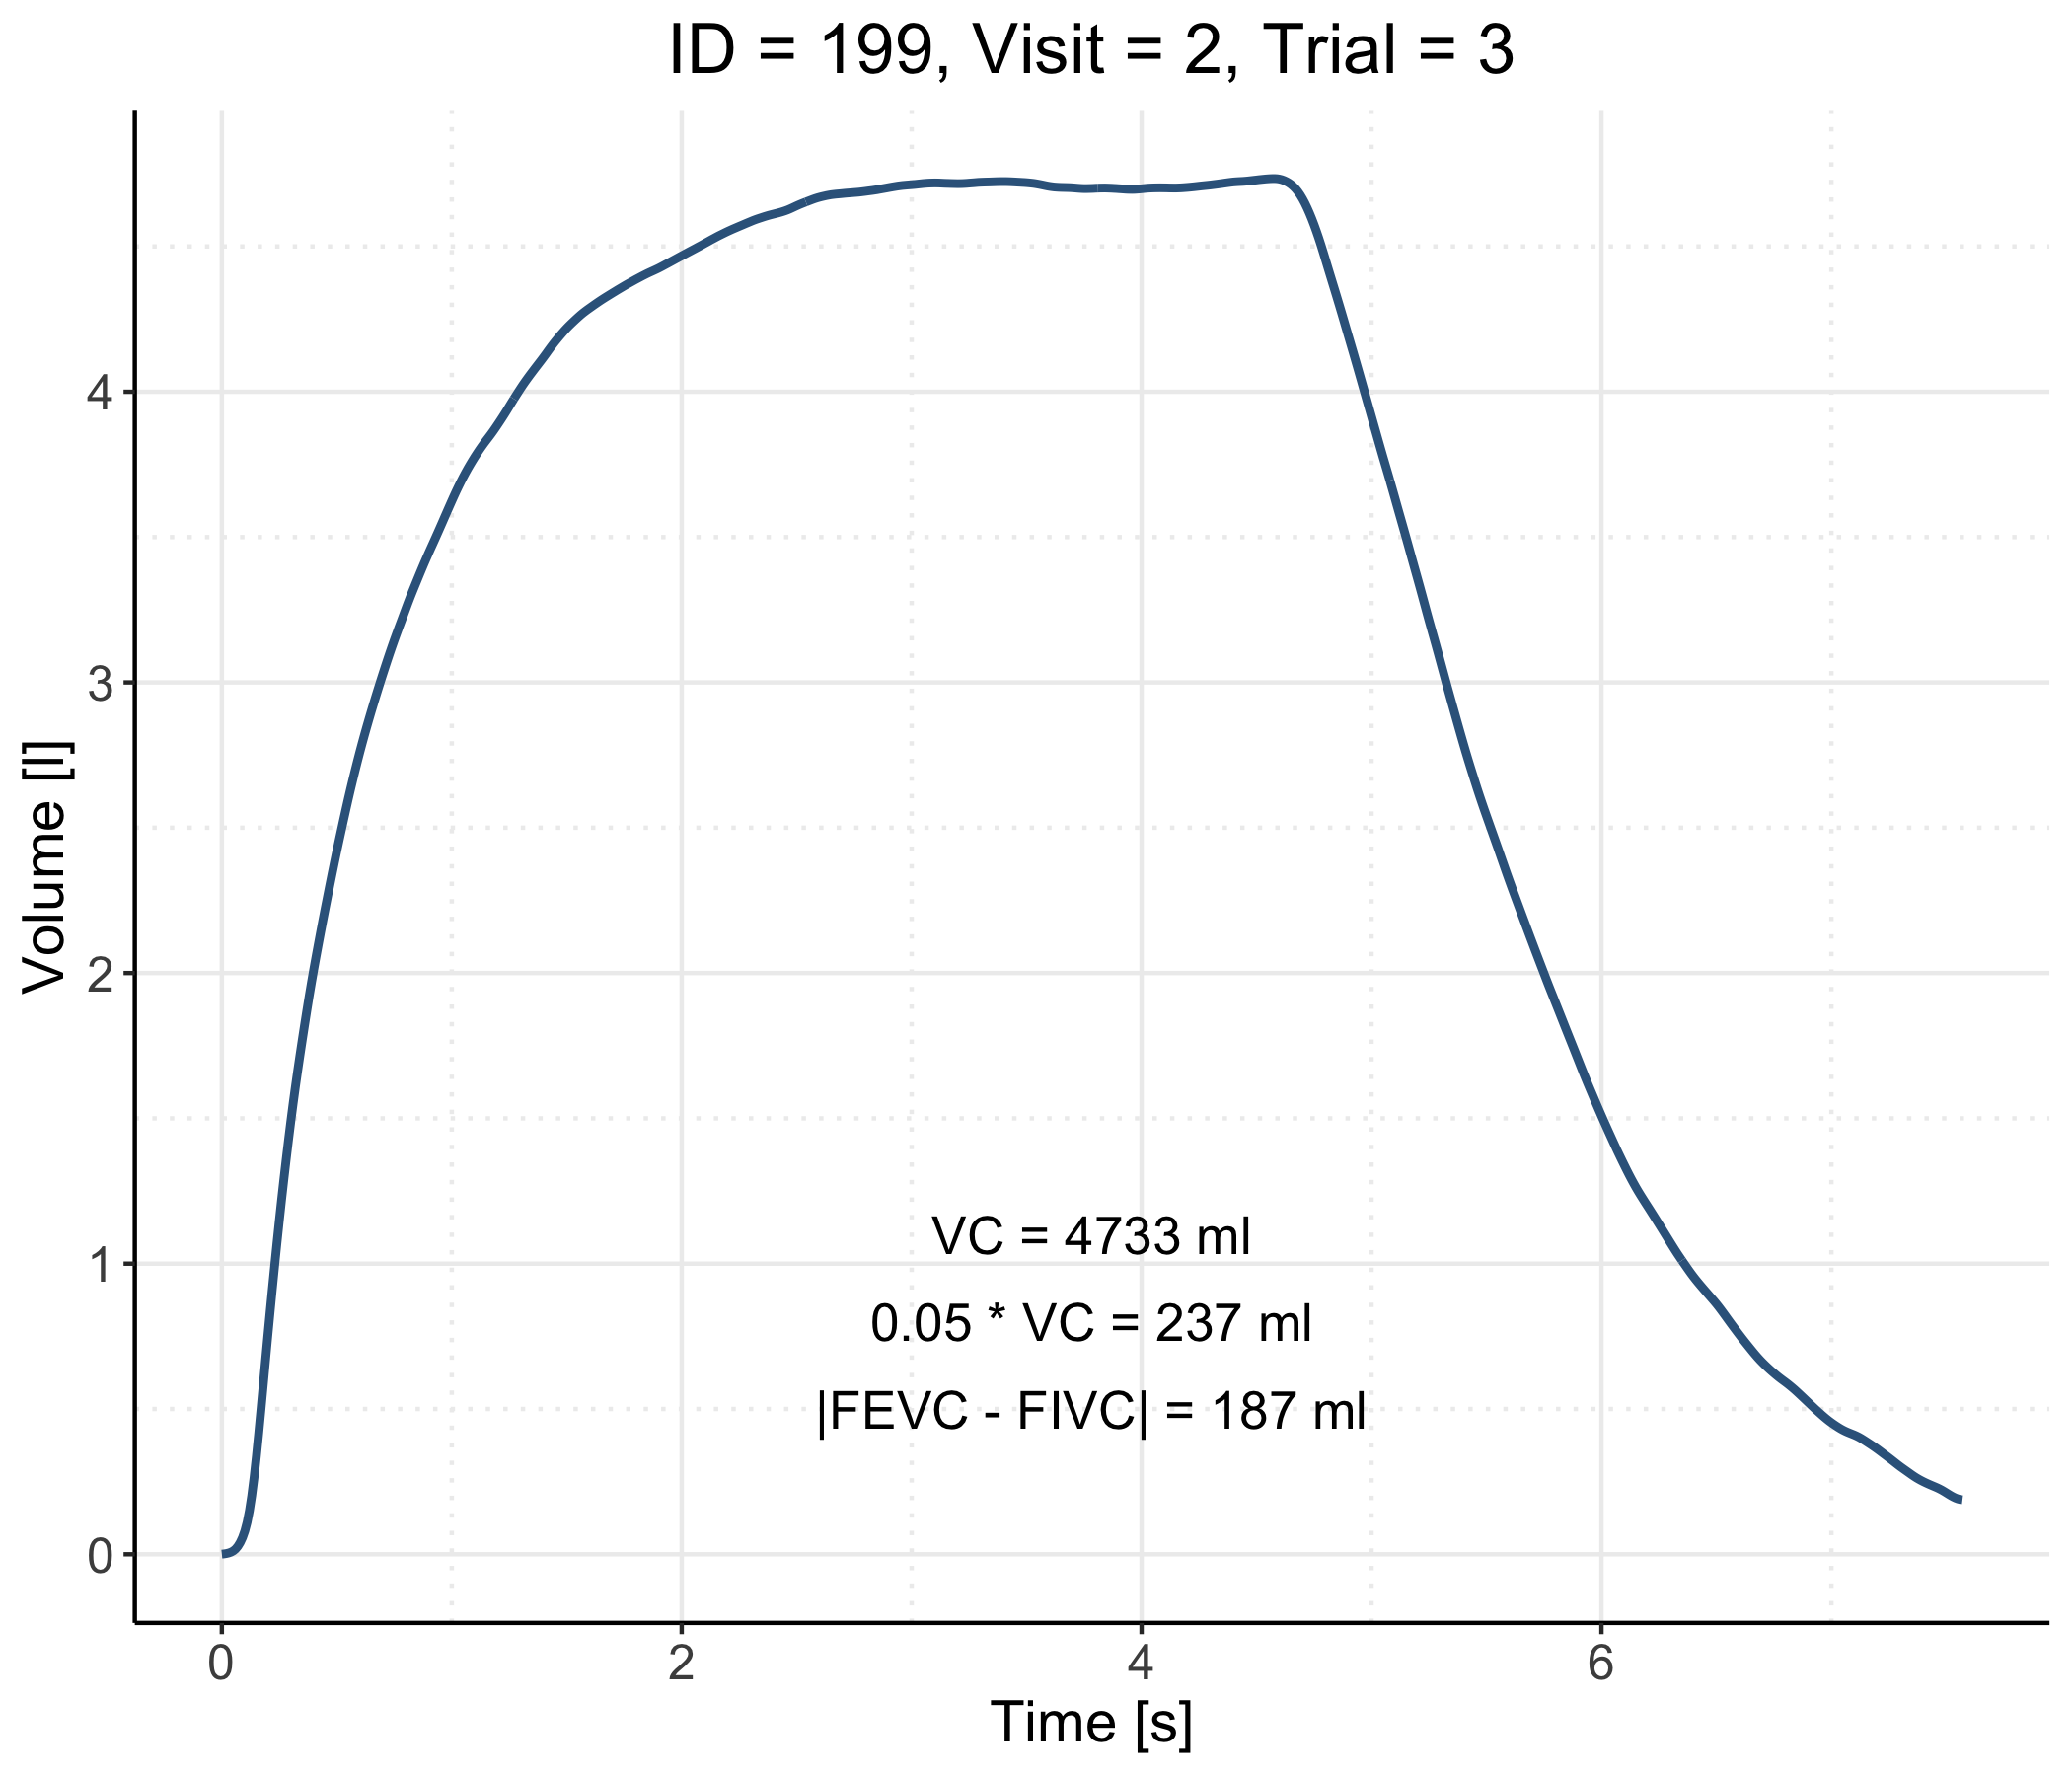 ID = 199, Visit = 2, Trial = 3
Volume [l]
4
3
2
1
0
VC = 4733 ml
0.05 * VC = 237 ml
|FEVC - FIVC| = 187 ml
0 2 4 6
Time [s]